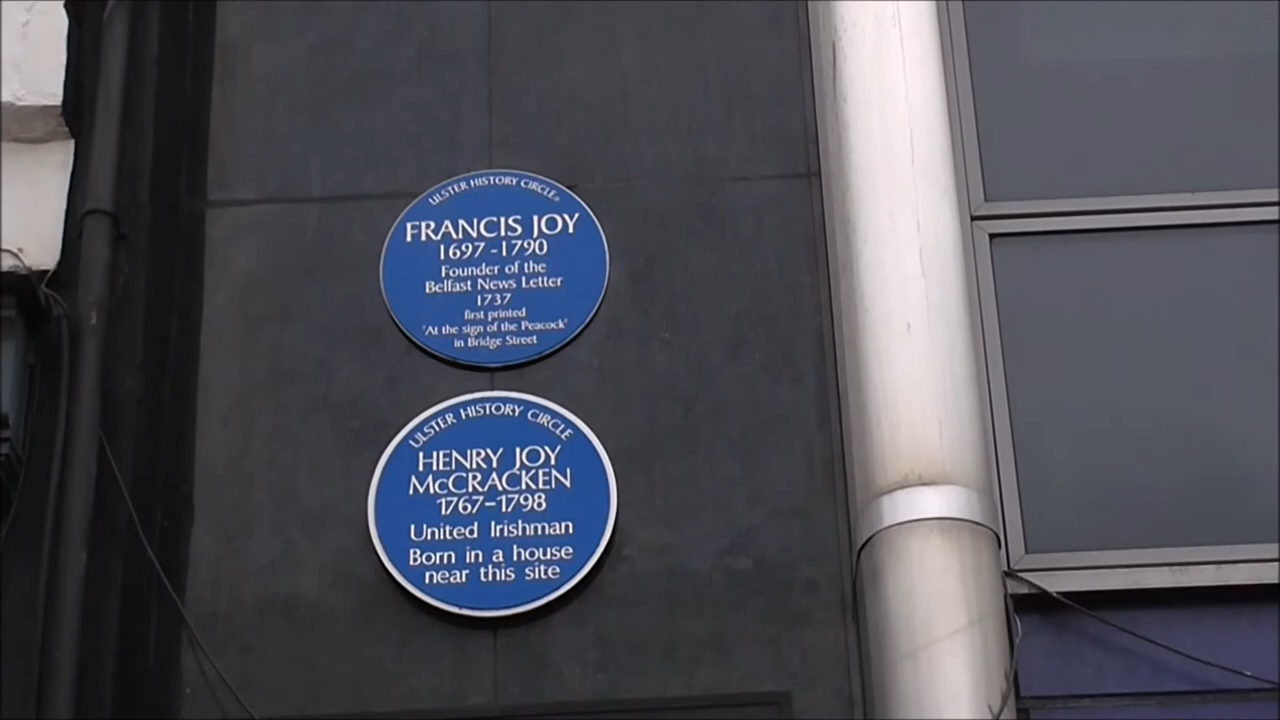 ULSTER HISTORY CIRCLE®
FRANCIS JOY
1697-1790
Founder of the
Belfast News Letter
1737
first printed
"At the sign of the Peacock"
in Bridge Street
ULSTER HISTORY CIRCLE
HENRY JOY
McCRACKEN
1767-1798
United Irishman
Born in a house
near this site